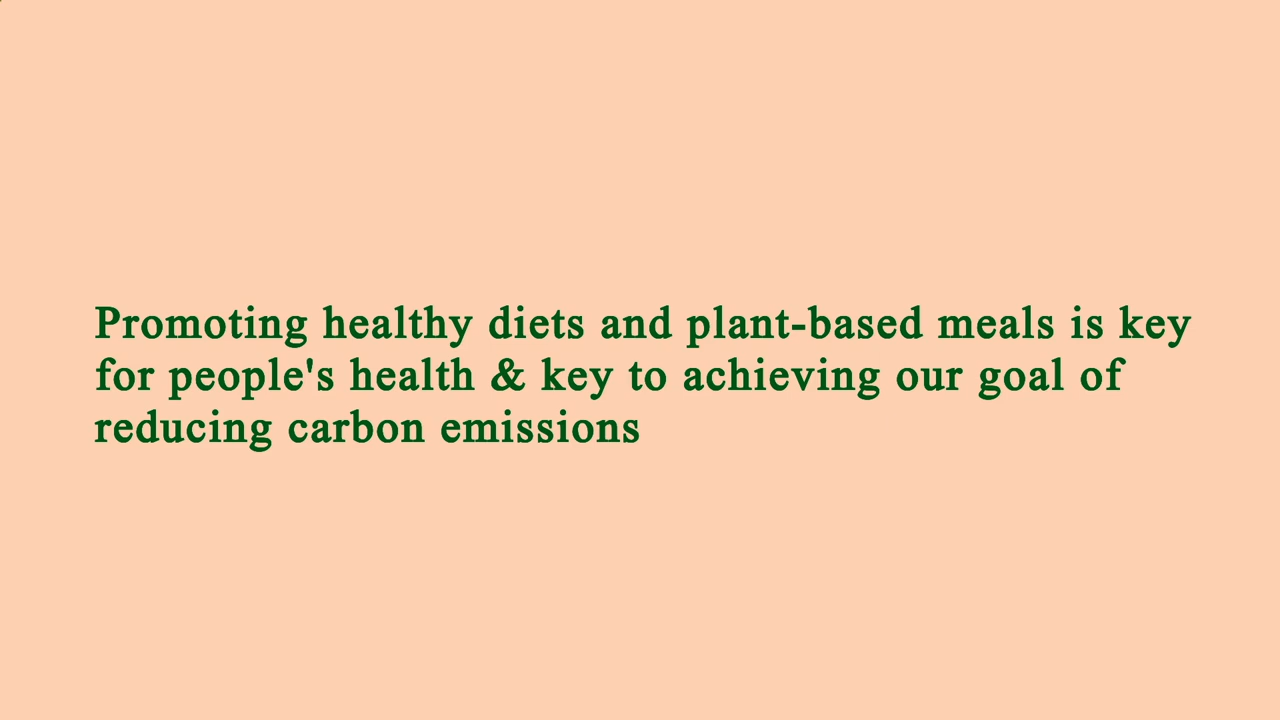 Promoting healthy diets and plant-based meals is key
for people's health & key to achieving our goal of
reducing carbon emissions